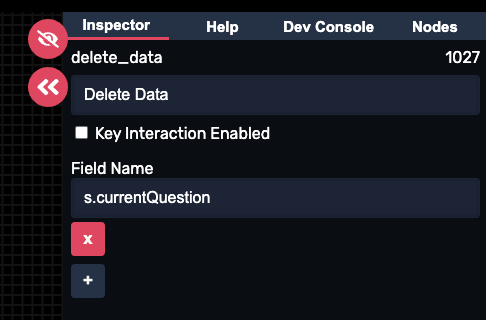 Inspector Help Dev Console Nodes
delete_data 1027
Delete Data
Key Interaction Enabled
Field Name
s.currentQuestion
x
+